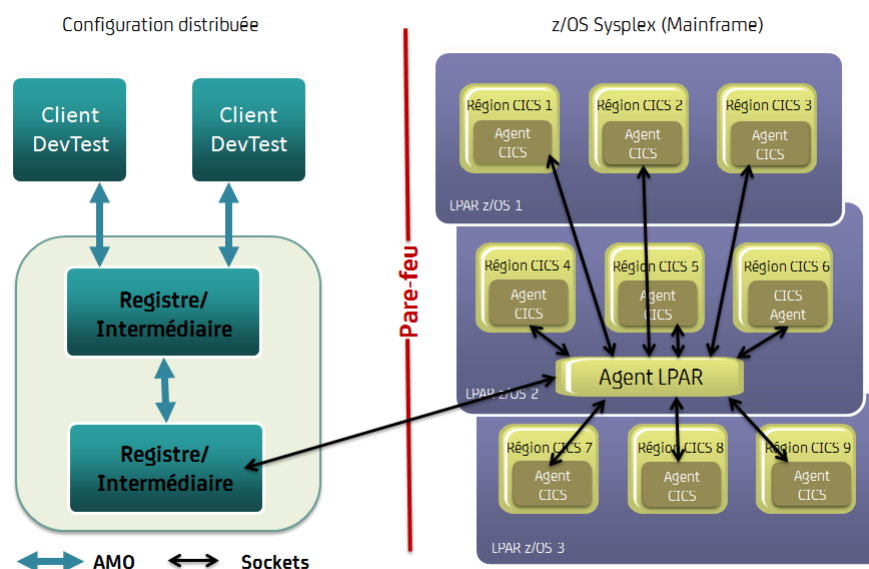 Configuration distribuée
z/OS Sysplex (Mainframe)
Client
DevTest
Client
DevTest
Registre/
Intermédiaire
Registre/
Intermédiaire
Pare-feu
Région CICS 1
Agent
CICS
Région CICS 2
Agent
CICS
Région CICS 3
Agent
CICS
LPAR z/OS 1
Région CICS 4
Agent
CICS
Région CICS 5
Agent
CICS
Région CICS 6
CICS
Agent
Agent LPAR
LPAR z/OS 2
Région CICS 7
Agent
CICS
Région CICS 8
Agent
CICS
Région CICS 9
Agent
CICS
LPAR z/OS 3
AMO
Sockets